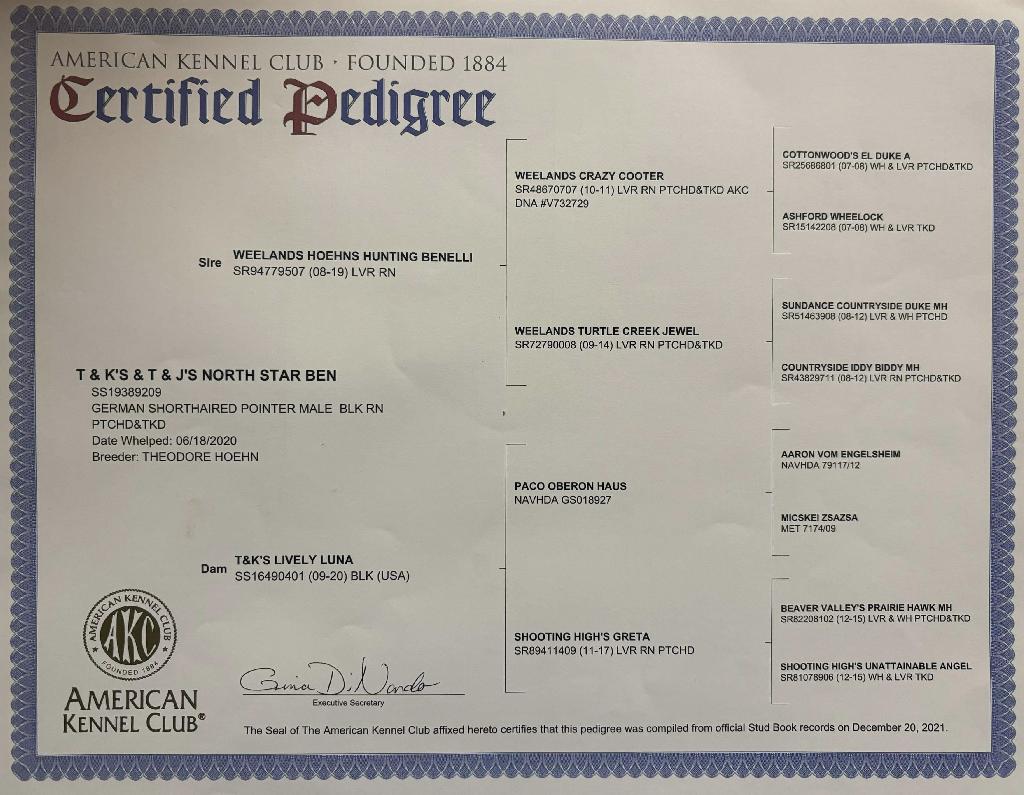 AMERICAN KENNEL CLUB · FOUNDED 1884
Certified Pedigree
Sire
WEELANDS HOEHNS HUNTING BENELLI
SR94779507 (08-19) LVR RN
T & K'S & T & J'S NORTH STAR BEN
SS19389209
GERMAN SHORTHAIRED POINTER MALE BLK RN
PTCHD&TKD
Date Whelped: 06/18/2020
Breeder: THEODORE HOEHN
Dam
T&K'S LIVELY LUNA
SS16490401 (09-20) BLK (USA)
WEELANDS CRAZY COOTER
SR48670707 (10-11) LVR RN PTCHD&TKD AKC
DNA #V732729
WEELANDS TURTLE CREEK JEWEL
SR72790008 (09-14) LVR RN PTCHD&TKD
PACO OBERON HAUS
NAVHDA GS018927
SHOOTING HIGH'S GRETA
SR89411409 (11-17) LVR RN PTCHD
COTTONWOOD'S EL DUKE A
SR25686801 (07-08) WH & LVR PTCHD&TKD
ASHFORD WHEELOCK
SR15142208 (07-08) WH & LVR TKD
SUNDANCE COUNTRYSIDE DUKE MH
SR51463908 (08-12) LVR & WH PTCHD
COUNTRYSIDE IDDY BIDDY MH
SR43829711 (08-12) LVR RN PTCHD&TKD
AARON VOM ENGELSHEIM
NAVHDA 79117/12
MICSKEI ZSAZSA
MET 7174/09
BEAVER VALLEY'S PRAIRIE HAWK MH
SR82208102 (12-15) LVR & WH PTCHD&TKD
SHOOTING HIGH'S UNATTAINABLE ANGEL
SR81078906 (12-15) WH & LVR TKD
AMERICAN KENNEL CLUB
AKC
FOUNDED 1884
AMERICAN
KENNEL CLUB®
Gina DiNardo
Executive Secretary
The Seal of The American Kennel Club affixed hereto certifies that this pedigree was compiled from official Stud Book records on December 20, 2021.